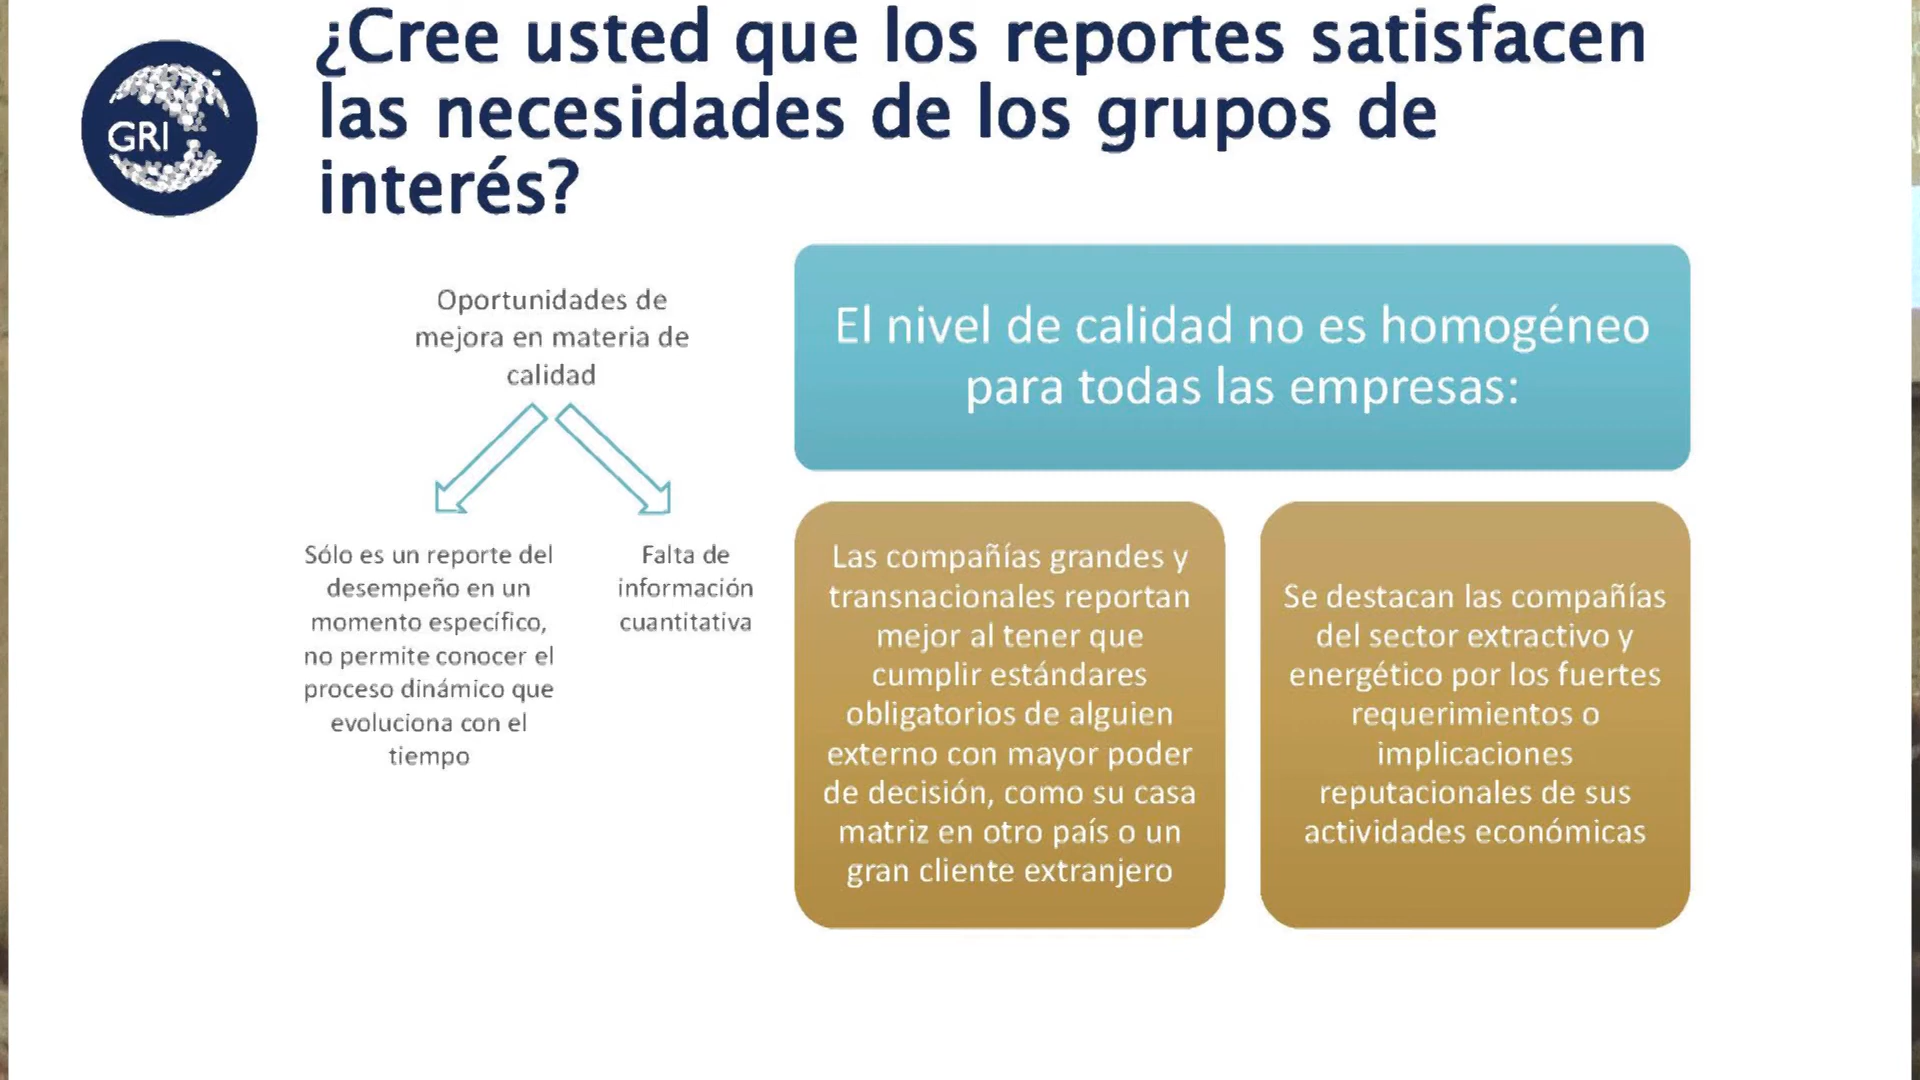 ¿Cree usted que los reportes satisfacen
las necesidades de los grupos de
interés?
GRI
Oportunidades de
mejora en materia de
calidad
Sólo es un reporte del
desempeño en un
momento específico,
no permite conocer el
proceso dinámico que
evoluciona con el
tiempo
Falta de
información
cuantitativa
El nivel de calidad no es homogéneo
para todas las empresas:
Las compañías grandes y
transnacionales reportan
mejor al tener que
cumplir estándares
obligatorios de alguien
externo con mayor poder
de decisión, como su casa
matriz en otro país o un
gran cliente extranjero
Se destacan las compañías
del sector extractivo y
energético por los fuertes
requerimientos o
implicaciones
reputacionales de sus
actividades económicas